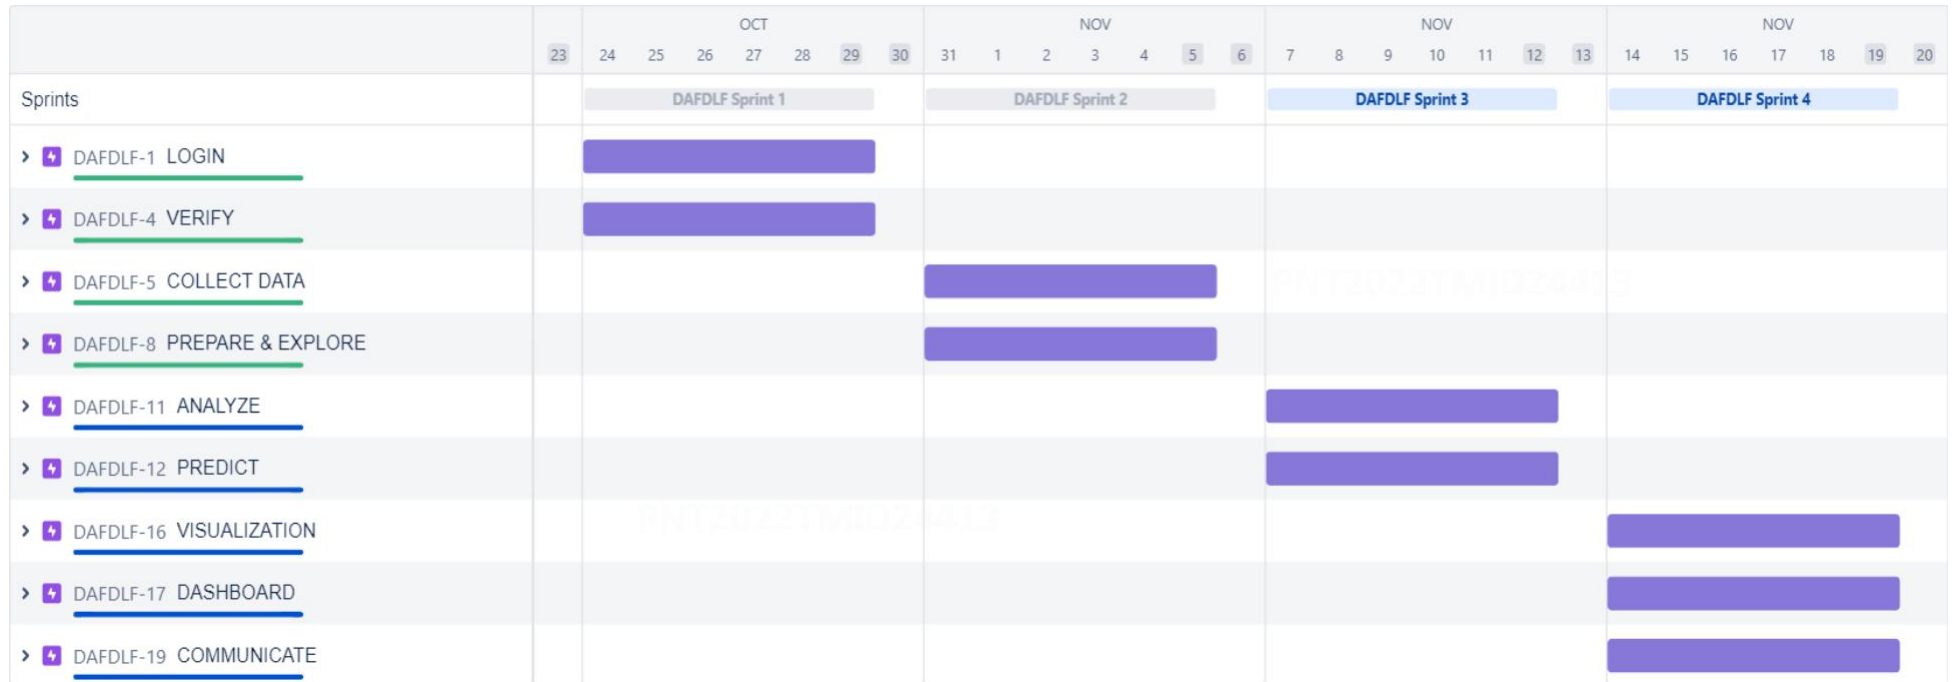 OCT NOV NOV NOV
23 24 25 26 27 28 29 30 31 1 2 3 4 5 6 7 8 9 10 11 12 13 14 15 16 17 18 19 20
Sprints DAFDLF Sprint 1 DAFDLF Sprint 2 DAFDLF Sprint 3 DAFDLF Sprint 4
DAFDLF-1 LOGIN
DAFDLF-4 VERIFY
DAFDLF-5 COLLECT DATA
PNT2022TMID24413
DAFDLF-8 PREPARE & EXPLORE
DAFDLF-11 ANALYZE
DAFDLF-12 PREDICT
PNT2022TMID24413
DAFDLF-16 VISUALIZATION
DAFDLF-17 DASHBOARD
DAFDLF-19 COMMUNICATE